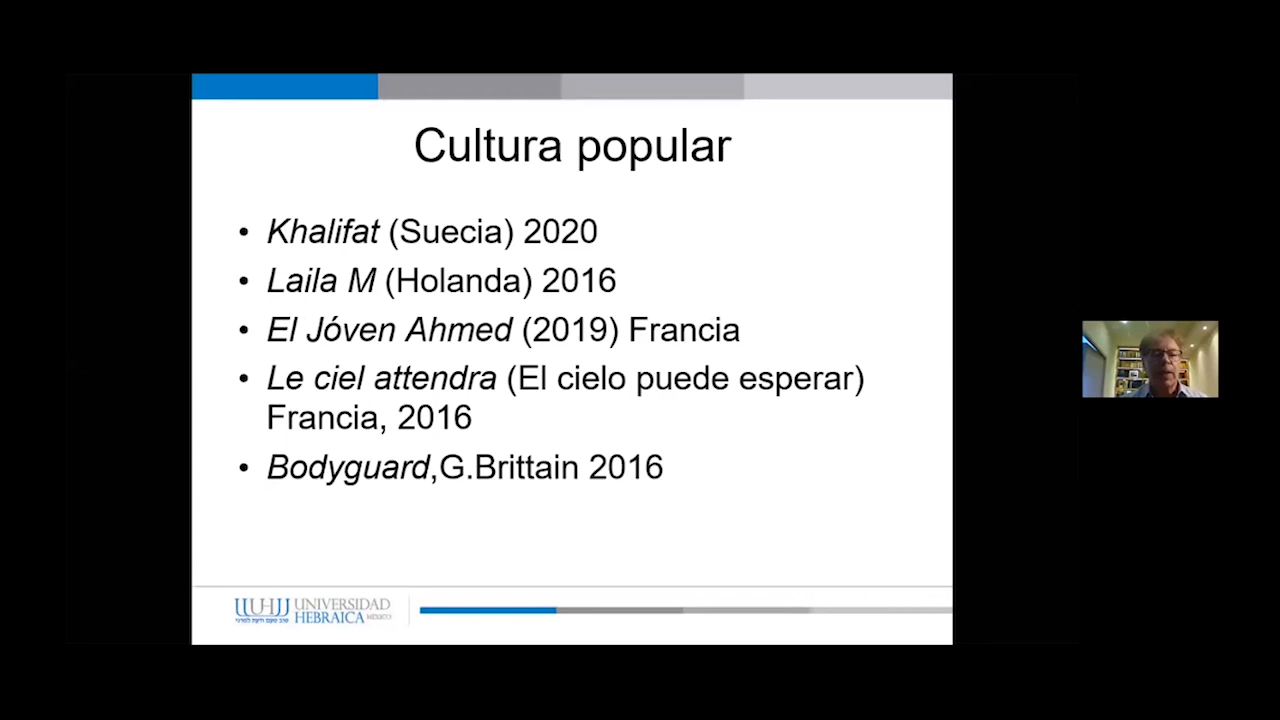 Cultura popular
• Khalifat (Suecia) 2020
• Laila M (Holanda) 2016
• El Jóven Ahmed (2019) Francia
• Le ciel attendra (El cielo puede esperar)
Francia, 2016
• Bodyguard,G.Brittain 2016
UHJJ UNIVERSIDAD
HEBRAICA MÉXICO